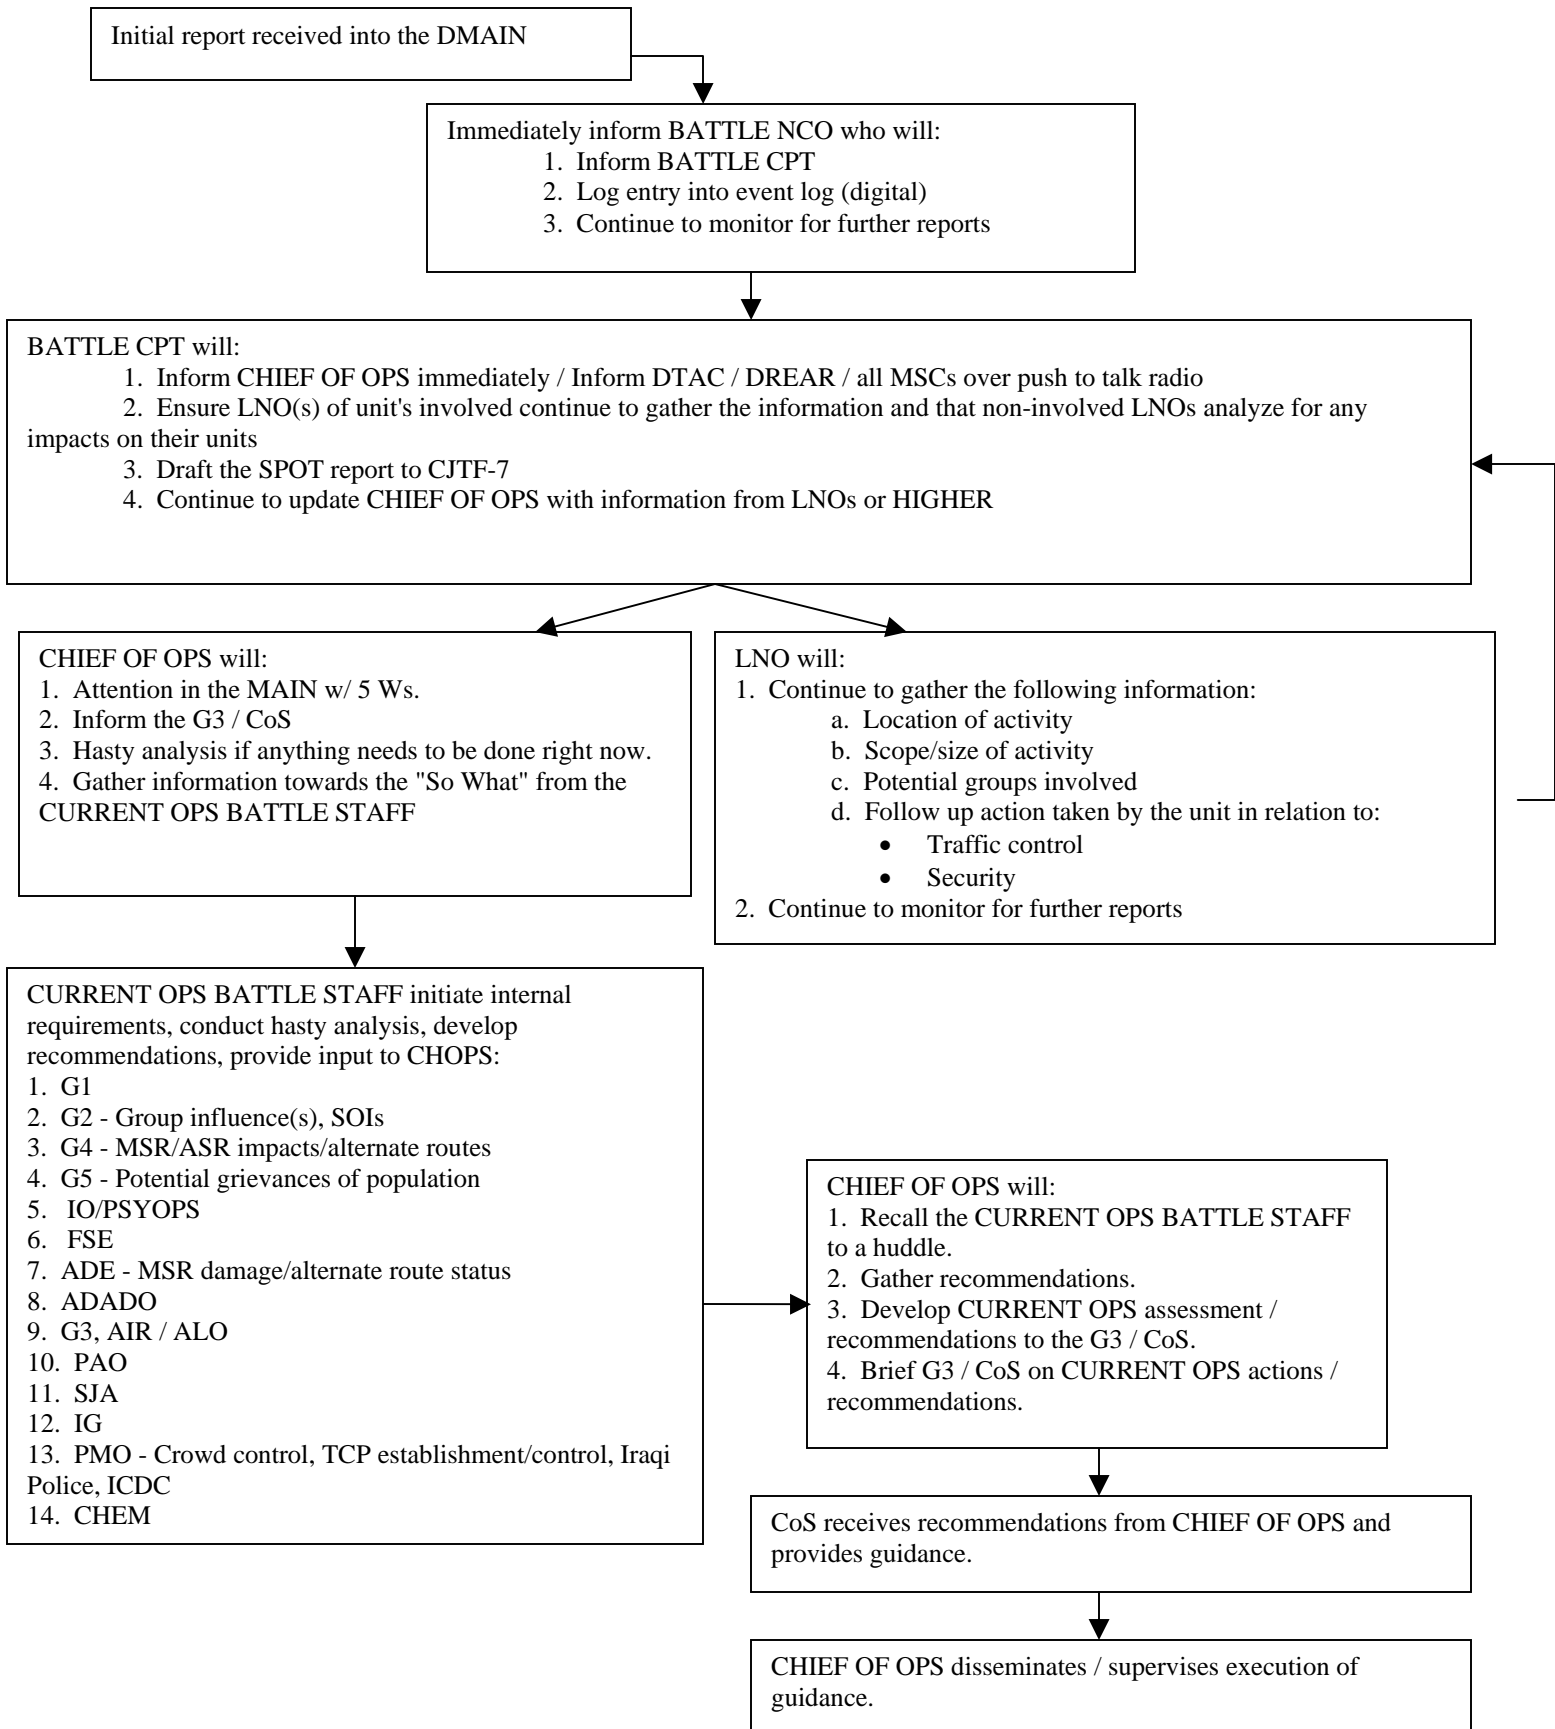 Initial report received into the DMAIN
Immediately inform BATTLE NCO who will:
1. Inform BATTLE CPT
2. Log entry into event log (digital)
3. Continue to monitor for further reports
BATTLE CPT will:
1. Inform CHIEF OF OPS immediately / Inform DTAC / DREAR / all MSCs over push to talk radio
2. Ensure LNO(s) of unit's involved continue to gather the information and that non-involved LNOs analyze for any
impacts on their units
3. Draft the SPOT report to CJTF-7
4. Continue to update CHIEF OF OPS with information from LNOs or HIGHER
CHIEF OF OPS will:
1. Attention in the MAIN w/ 5 Ws.
2. Inform the G3 / CoS
3. Hasty analysis if anything needs to be done right now.
4. Gather information towards the "So What" from the
CURRENT OPS BATTLE STAFF
LNO will:
1. Continue to gather the following information:
a. Location of activity
b. Scope/size of activity
c. Potential groups involved
d. Follow up action taken by the unit in relation to:
• Traffic control
• Security
2. Continue to monitor for further reports
CURRENT OPS BATTLE STAFF initiate internal
requirements, conduct hasty analysis, develop
recommendations, provide input to CHOPS:
1. G1
2. G2 - Group influence(s), SOIs
3. G4 - MSR/ASR impacts/alternate routes
4. G5 - Potential grievances of population
5. IO/PSYOPS
6. FSE
7. ADE - MSR damage/alternate route status
8. ADADO
9. G3, AIR / ALO
10. PAO
11. SJA
12. IG
13. PMO - Crowd control, TCP establishment/control, Iraqi
Police, ICDC
14. CHEM
CHIEF OF OPS will:
1. Recall the CURRENT OPS BATTLE STAFF
to a huddle.
2. Gather recommendations.
3. Develop CURRENT OPS assessment /
recommendations to the G3 / CoS.
4. Brief G3 / CoS on CURRENT OPS actions /
recommendations.
CoS receives recommendations from CHIEF OF OPS and
provides guidance.
CHIEF OF OPS disseminates / supervises execution of
guidance.